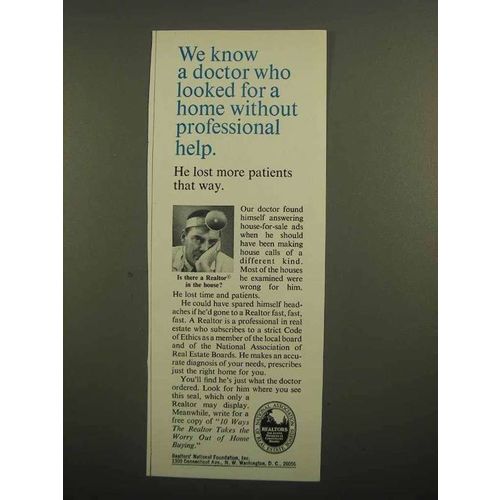 We know
a doctor who
looked for a
home without
professional
help.
He lost more patients
that way.
Is there a Realtor®
in the house?
Our doctor found
himself answering
house-for-sale ads
when he should
have been making
house calls of a
different kind.
Most of the houses
he examined were
wrong for him.
He lost time and patients.
He could have spared himself head-
aches if he'd gone to a Realtor fast, fast,
fast. A Realtor is a professional in real
estate who subscribes to a strict Code
of Ethics as a member of the local board
and of the National Association of
Real Estate Boards. He makes an accu-
rate diagnosis of your needs, prescribes
just the right home for you.
You'll find he's just what the doctor
ordered. Look for him where you see
this seal, which only a
Realtor may display.
Meanwhile, write for a
free copy of "10 Ways
The Realtor Takes the
Worry Out of Home
Buying."
REALTORS
Realtors' National Foundation, Inc.
1300 Connecticut Ave., N. W. Washington, D. C., 20036